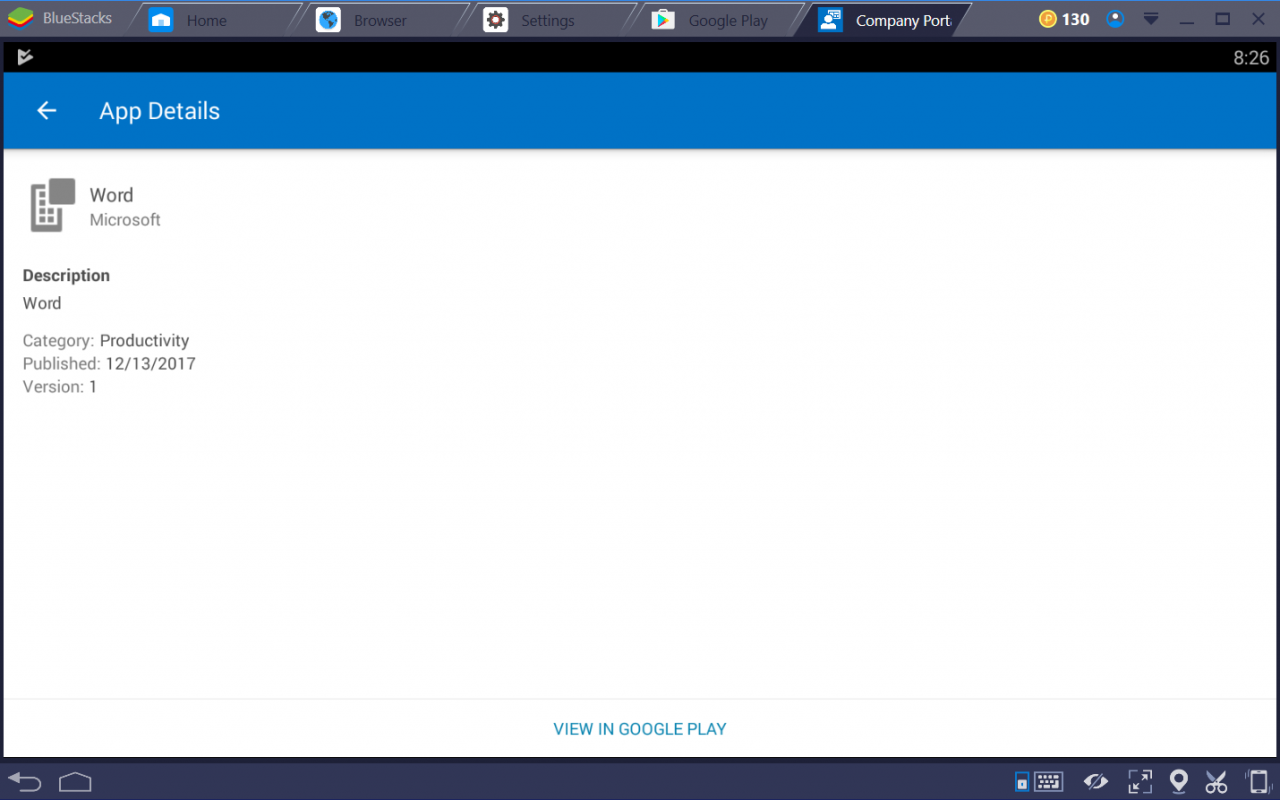 BlueStacks
Home
Browser
Settings
Google Play
Company Port
130
8:26
App Details
Word
Microsoft
Description
Word
Category: Productivity
Published: 12/13/2017
Version: 1
VIEW IN GOOGLE PLAY